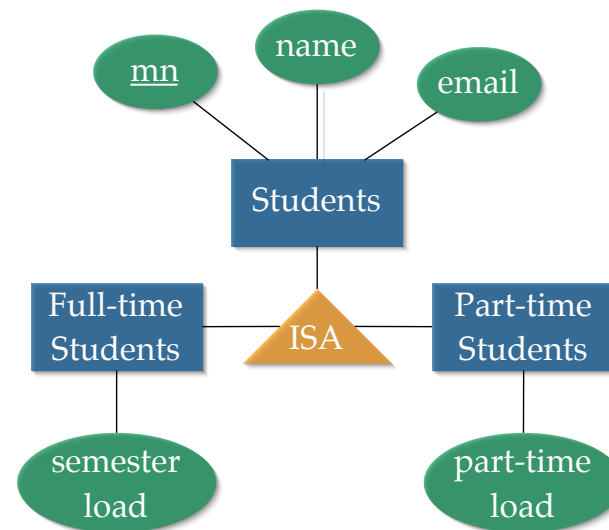 name
mn
email
Students
Full-time
Students
ISA
Part-time
Students
semester
load
part-time
load